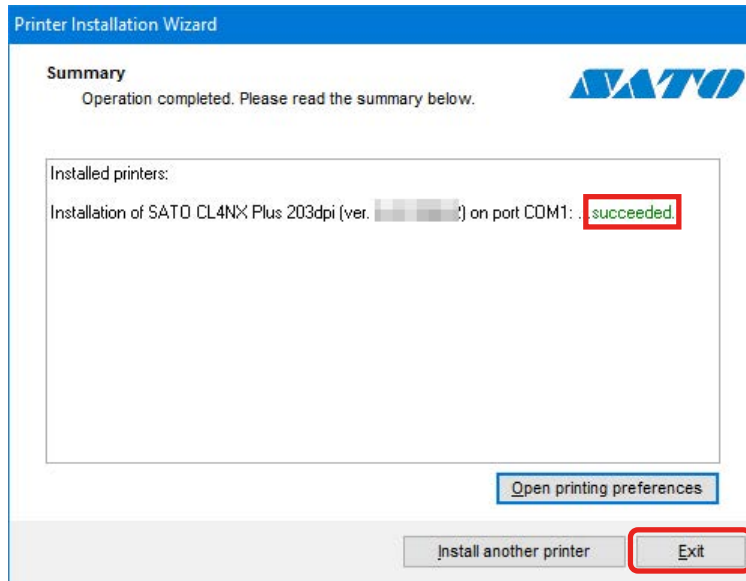 Printer Installation Wizard
Summary
SATO
Operation completed. Please read the summary below.
Installed printers:
Installation of SATO CL4NX Plus 203dpi (ver. ) on port COM1: ...succeeded.
Open printing preferences
Install another printer
Exit